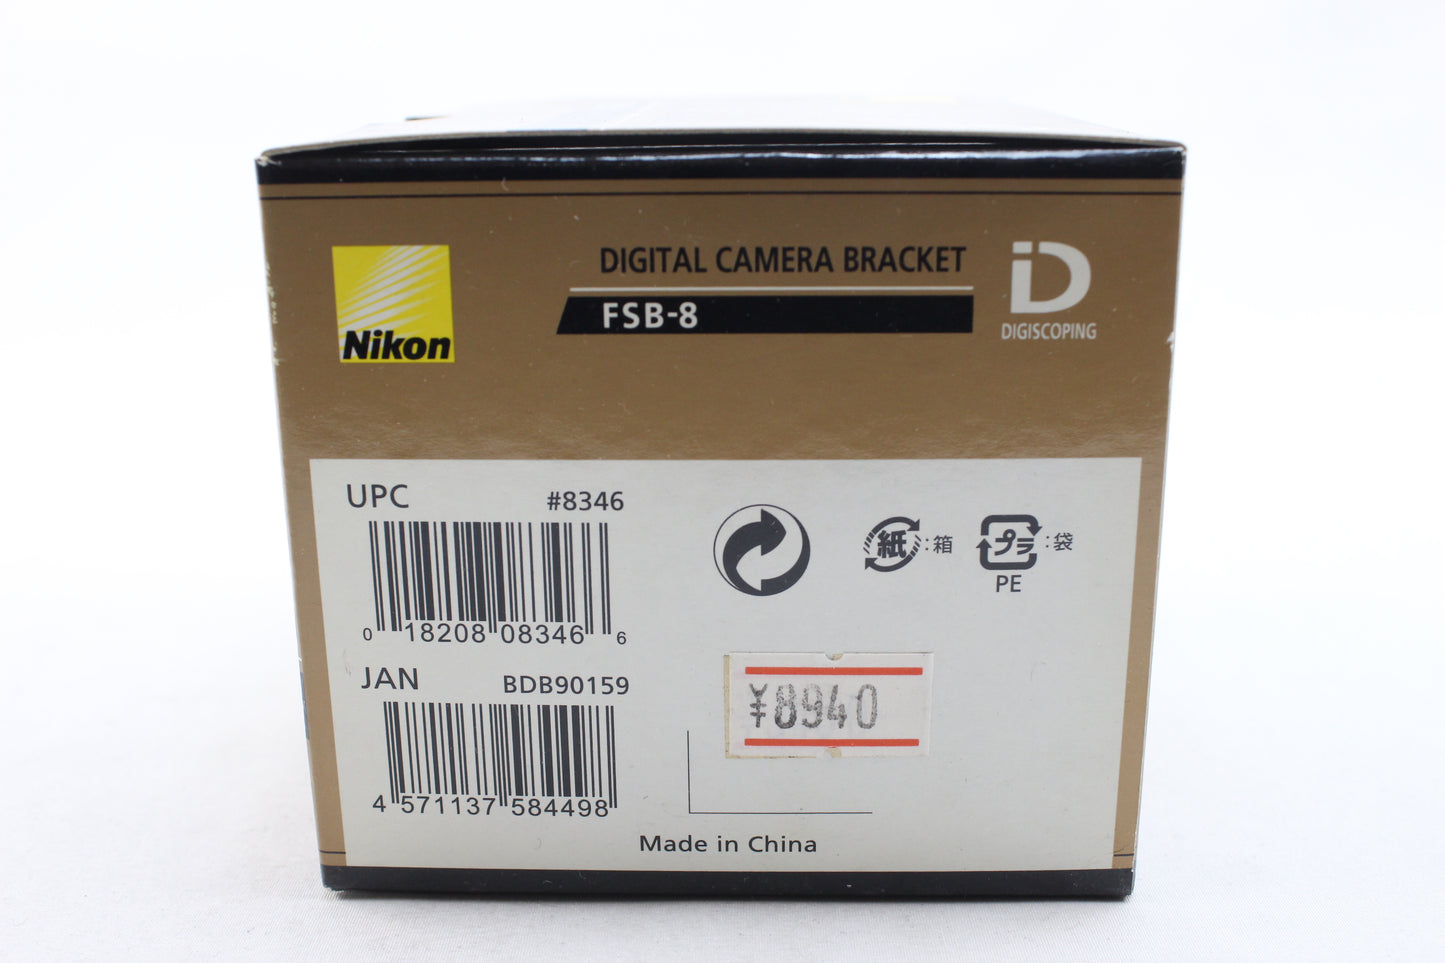 Nikon
DIGITAL CAMERA BRACKET
FSB-8
iD
DIGISCOPING
UPC #8346
0 18208 08346 6
JAN BDB90159
4 571137 584498
紙:箱
プラ:袋
PE
¥8940
Made in China